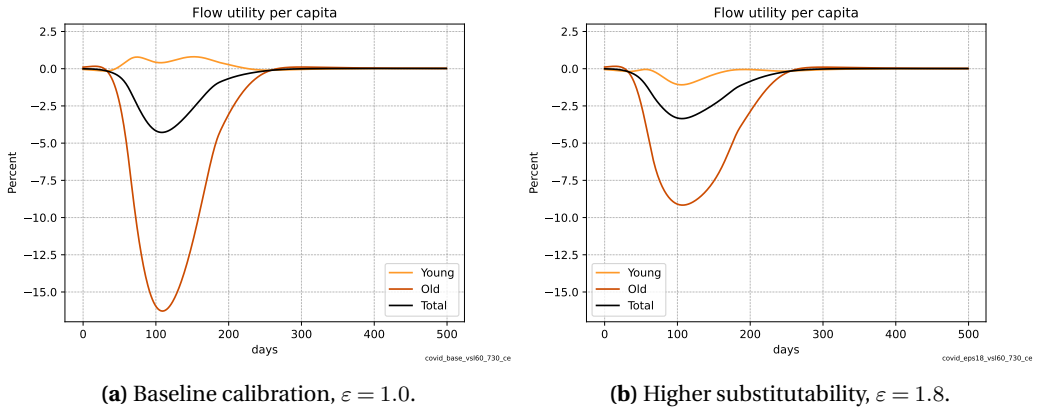 Flow utility per capita
2.5
0.0
−2.5
−5.0
−7.5
−10.0
−12.5
−15.0
Percent
Young
Old
Total
0 100 200 300 400 500
days
covid_base_vsl60_730_ce
(a) Baseline calibration, ε = 1.0.
Flow utility per capita
2.5
0.0
−2.5
−5.0
−7.5
−10.0
−12.5
−15.0
Percent
Young
Old
Total
0 100 200 300 400 500
days
covid_eps18_vsl60_730_ce
(b) Higher substitutability, ε = 1.8.